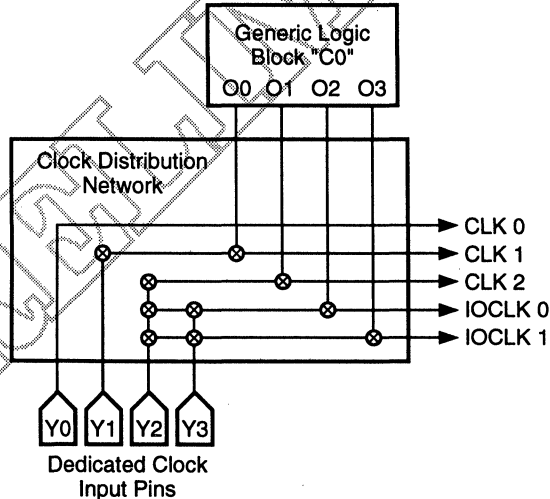 Generic Logic
Block "C0"
O0 O1 O2 O3
Clock Distribution
Network
CLK 0
CLK 1
CLK 2
IOCLK 0
IOCLK 1
Y0 Y1 Y2 Y3
Dedicated Clock
Input Pins